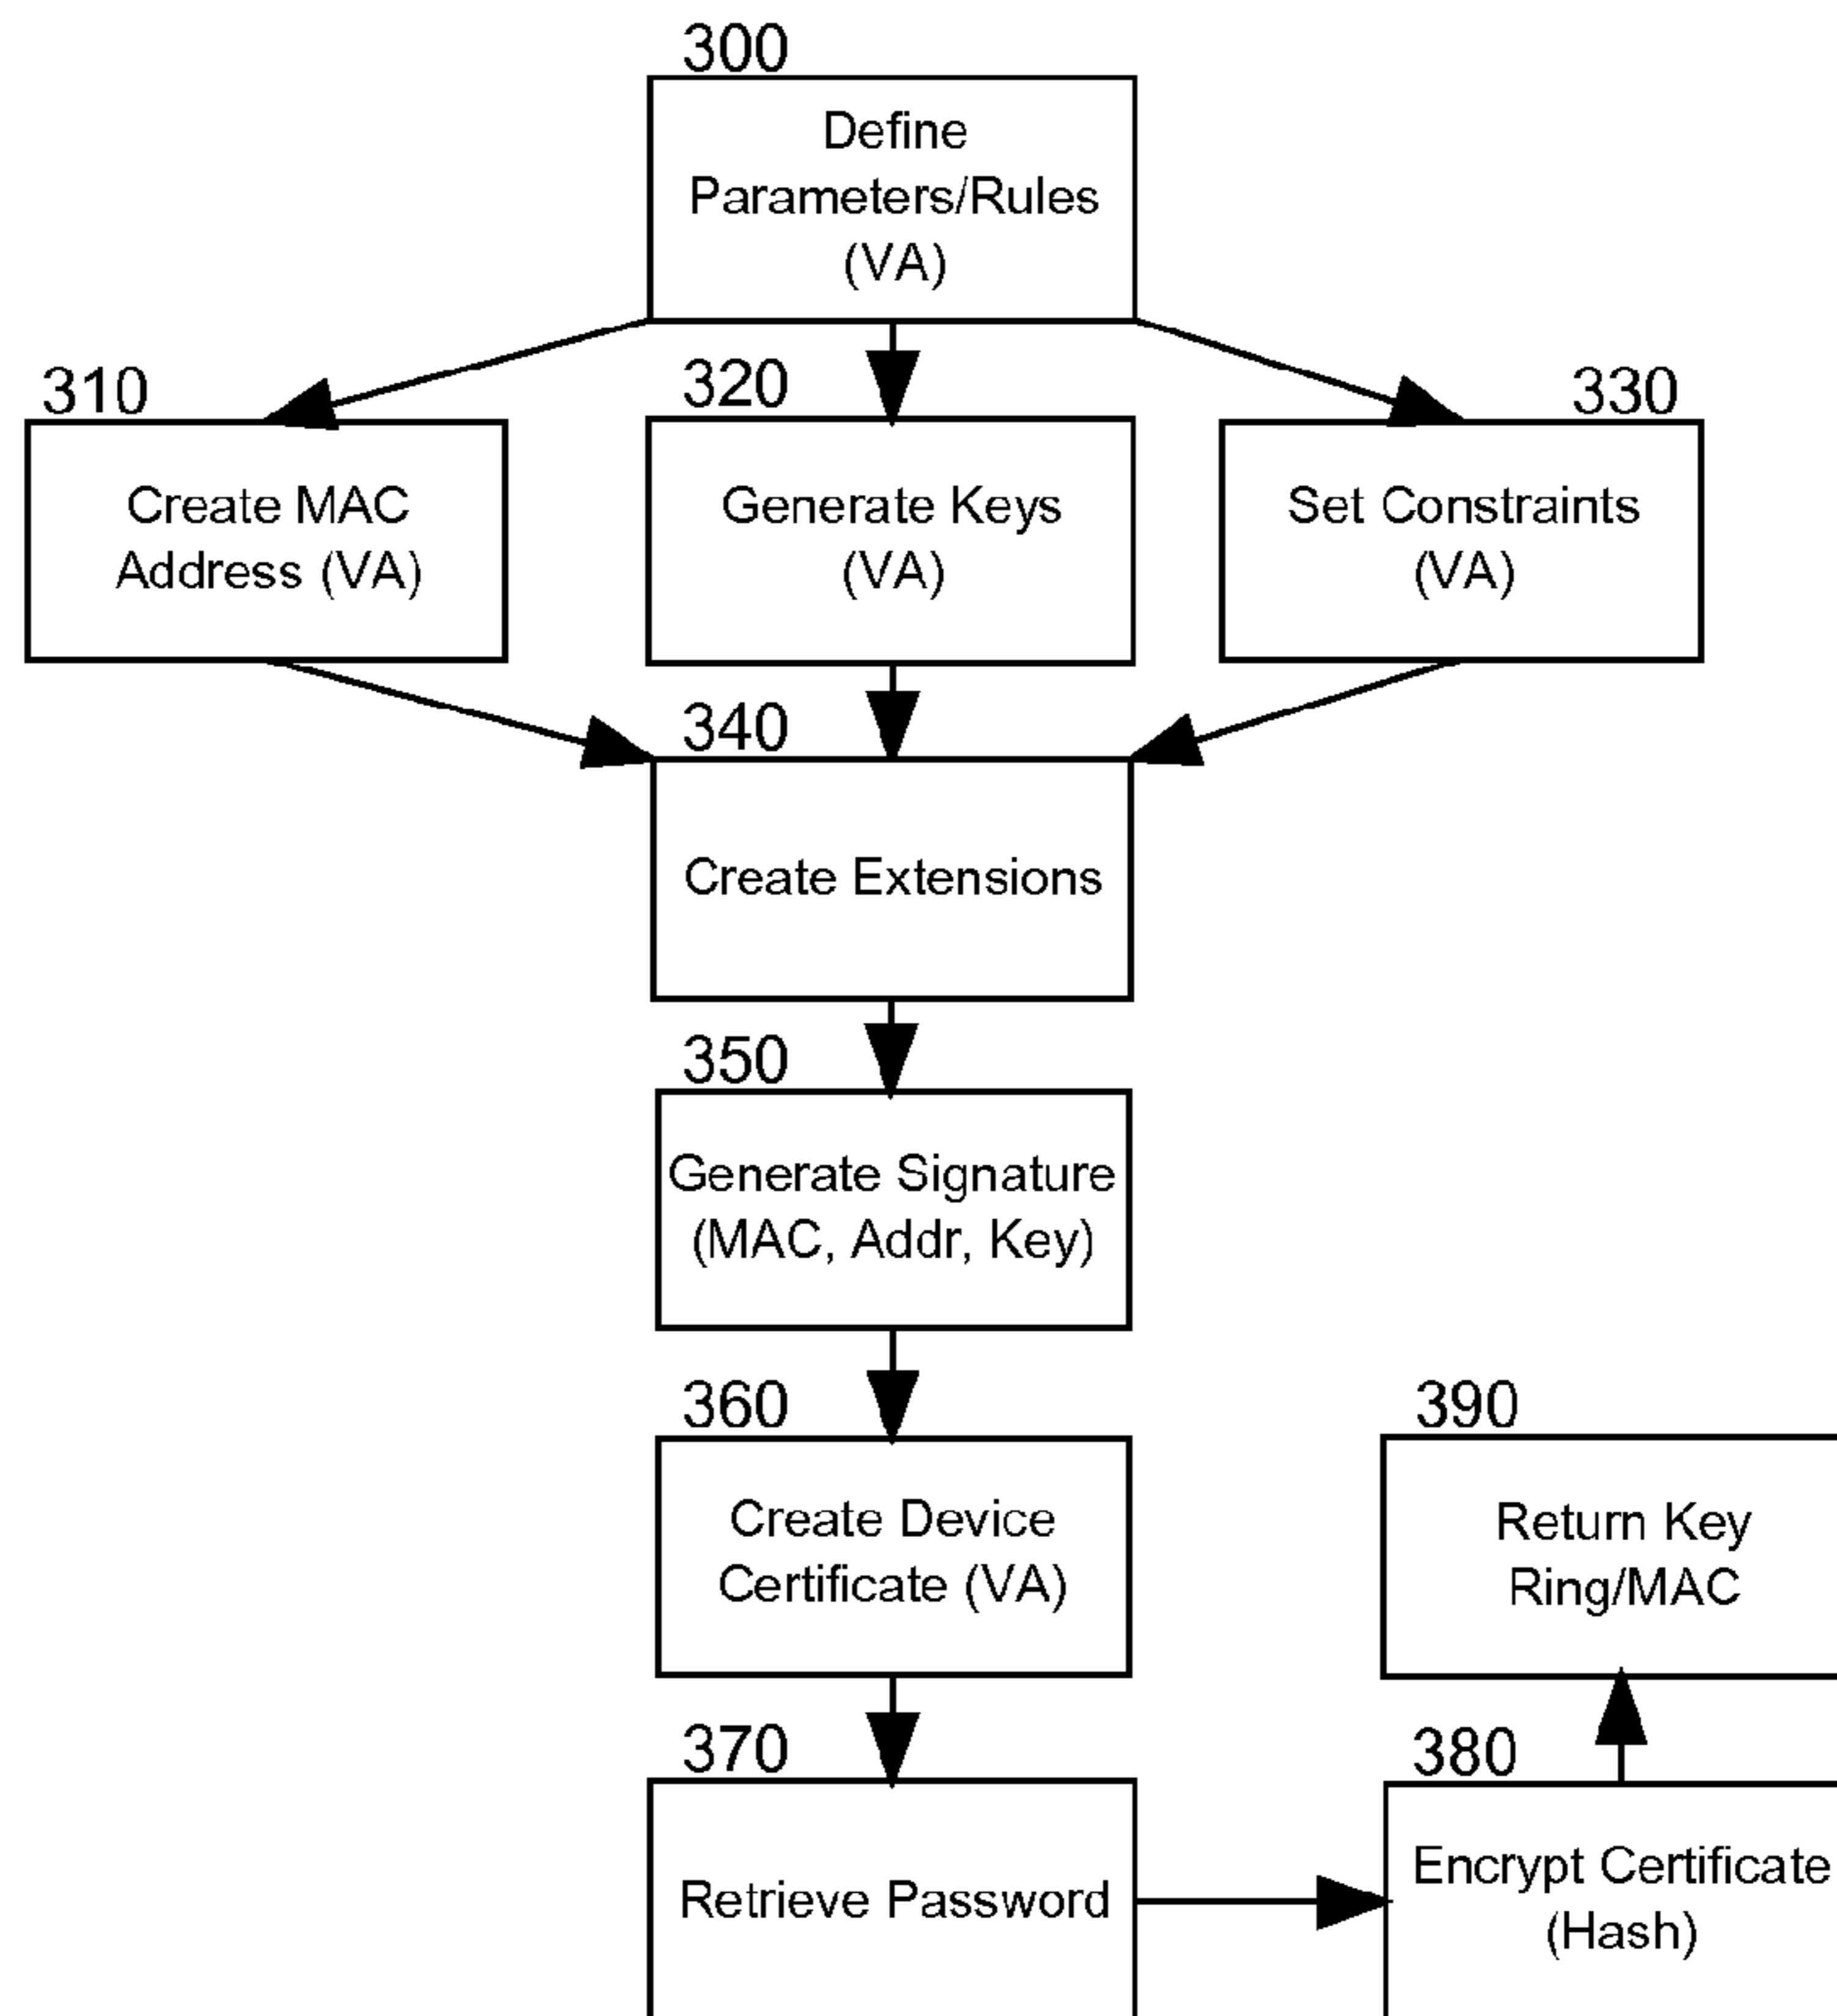 300
Define
Parameters/Rules
(VA)
310
Create MAC
Address (VA)
320
Generate Keys
(VA)
330
Set Constraints
(VA)
340
Create Extensions
350
Generate Signature
(MAC, Addr, Key)
360
Create Device
Certificate (VA)
370
Retrieve Password
380
Encrypt Certificate
(Hash)
390
Return Key
Ring/MAC